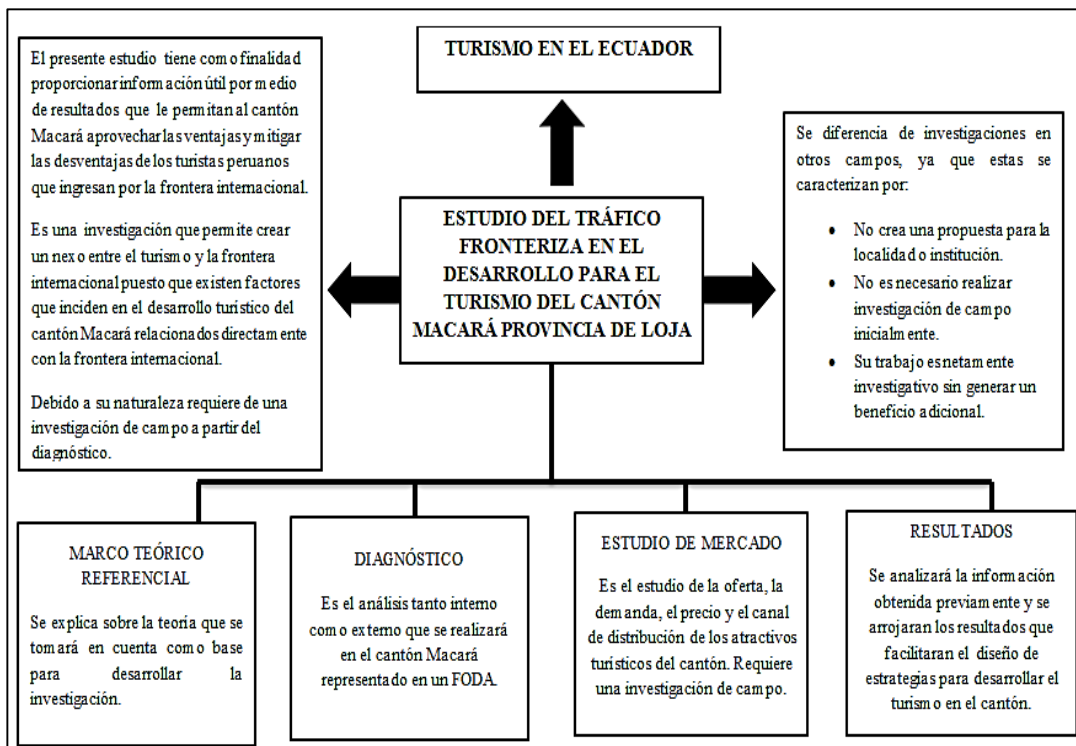 TURISMO EN EL ECUADOR
El presente estudio tiene como finalidad
proporcionar información útil por medio
de resultados que le permitan al cantón
Macará aprovechar las ventajas y mitigar
las desventajas de los turistas peruanos
que ingresan por la frontera internacional.
Es una investigación que permite crear
un nexo entre el turismo y la frontera
internacional puesto que existen factores
que inciden en el desarrollo turístico del
cantón Macará relacionados directamente
con la frontera internacional.
Debido a su naturaleza requiere de una
investigación de campo a partir del
diagnóstico.
ESTUDIO DEL TRÁFICO
FRONTERIZA EN EL
DESARROLLO PARA EL
TURISMO DEL CANTÓN
MACARÁ PROVINCIA DE LOJA
Se diferencia de investigaciones en
otros campos, ya que estas se
caracterizan por:
• No crea una propuesta para la
localidad o institución.
• No es necesario realizar
investigación de campo
inicialmente.
• Su trabajo es netamente
investigativo sin generar un
beneficio adicional.
MARCO TEÓRICO
REFERENCIAL
Se explica sobre la teoría que se
tomará en cuenta como base
para desarrollar la
investigación.
DIAGNÓSTICO
Es el análisis tanto interno
como externo que se realizará
en el cantón Macará
representado en un FODA.
ESTUDIO DE MERCADO
Es el estudio de la oferta, la
demanda, el precio y el canal
de distribución de los atractivos
turísticos del cantón. Requiere
una investigación de campo.
RESULTADOS
Se analizará la información
obtenida previamente y se
arrojaran los resultados que
facilitaran el diseño de
estrategias para desarrollar el
turismo en el cantón.